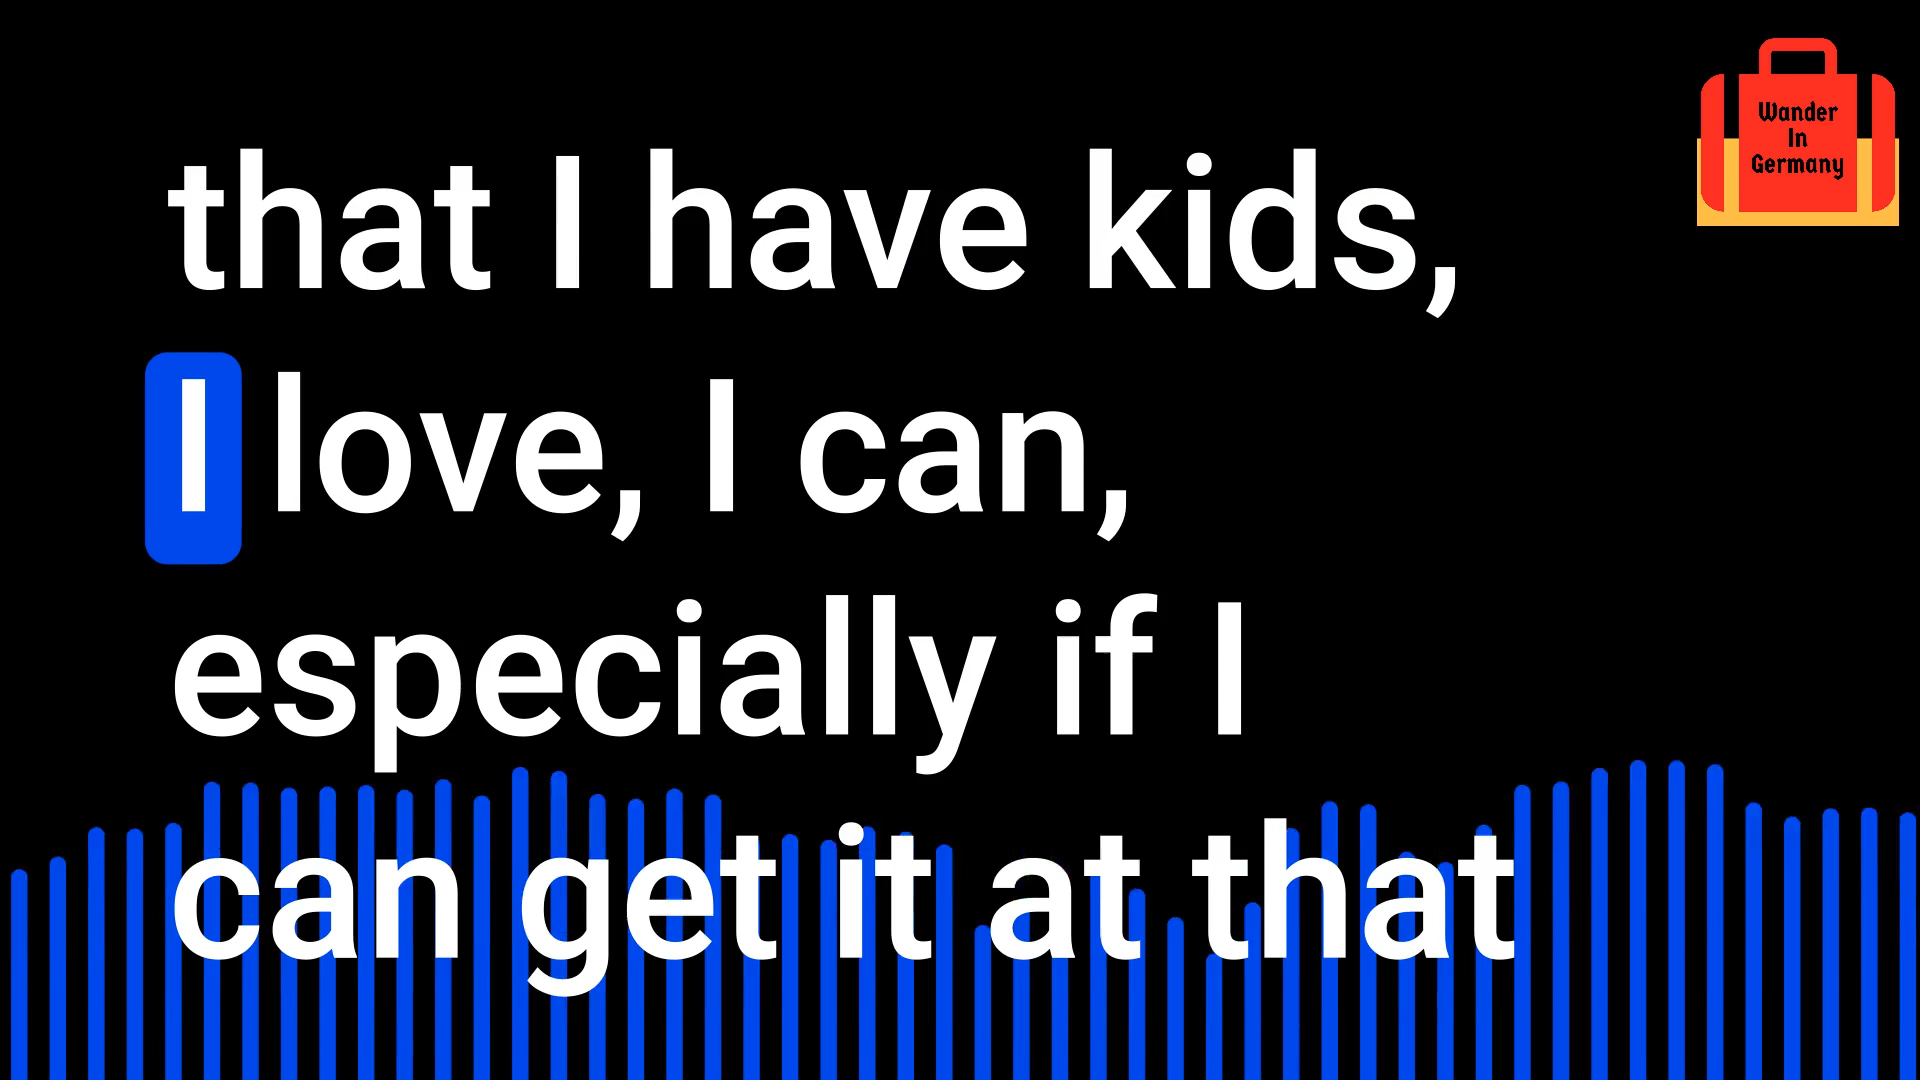 that I have kids,
I love, I can,
especially if I
can get it at that
Wander
In
Germany